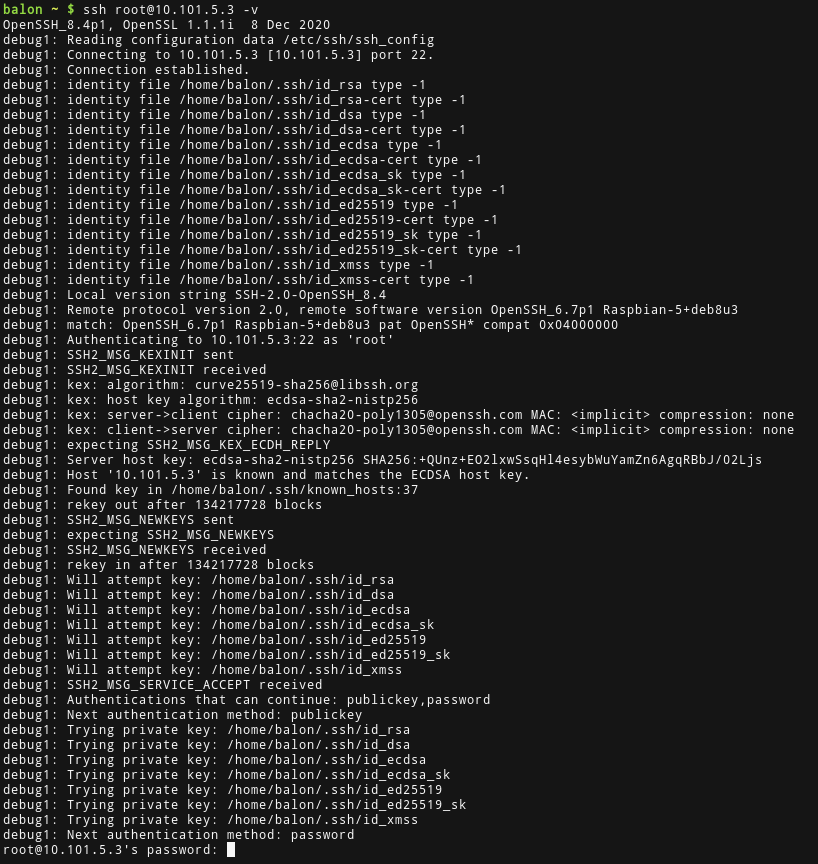 balon ~ $ ssh root@10.101.5.3 -v
OpenSSH_8.4p1, OpenSSL 1.1.1i  8 Dec 2020
debug1: Reading configuration data /etc/ssh/ssh_config
debug1: Connecting to 10.101.5.3 [10.101.5.3] port 22.
debug1: Connection established.
debug1: identity file /home/balon/.ssh/id_rsa type -1
debug1: identity file /home/balon/.ssh/id_rsa-cert type -1
debug1: identity file /home/balon/.ssh/id_dsa type -1
debug1: identity file /home/balon/.ssh/id_dsa-cert type -1
debug1: identity file /home/balon/.ssh/id_ecdsa type -1
debug1: identity file /home/balon/.ssh/id_ecdsa-cert type -1
debug1: identity file /home/balon/.ssh/id_ecdsa_sk type -1
debug1: identity file /home/balon/.ssh/id_ecdsa_sk-cert type -1
debug1: identity file /home/balon/.ssh/id_ed25519 type -1
debug1: identity file /home/balon/.ssh/id_ed25519-cert type -1
debug1: identity file /home/balon/.ssh/id_ed25519_sk type -1
debug1: identity file /home/balon/.ssh/id_ed25519_sk-cert type -1
debug1: identity file /home/balon/.ssh/id_xmss type -1
debug1: identity file /home/balon/.ssh/id_xmss-cert type -1
debug1: Local version string SSH-2.0-OpenSSH_8.4
debug1: Remote protocol version 2.0, remote software version OpenSSH_6.7p1 Raspbian-5+deb8u3
debug1: match: OpenSSH_6.7p1 Raspbian-5+deb8u3 pat OpenSSH* compat 0x04000000
debug1: Authenticating to 10.101.5.3:22 as 'root'
debug1: SSH2_MSG_KEXINIT sent
debug1: SSH2_MSG_KEXINIT received
debug1: kex: algorithm: curve25519-sha256@libssh.org
debug1: kex: host key algorithm: ecdsa-sha2-nistp256
debug1: kex: server->client cipher: chacha20-poly1305@openssh.com MAC: <implicit> compression: none
debug1: kex: client->server cipher: chacha20-poly1305@openssh.com MAC: <implicit> compression: none
debug1: expecting SSH2_MSG_KEX_ECDH_REPLY
debug1: Server host key: ecdsa-sha2-nistp256 SHA256:+QUnz+EO2lxwSsqHl4esybWuYamZn6AgqRBbJ/O2Ljs
debug1: Host '10.101.5.3' is known and matches the ECDSA host key.
debug1: Found key in /home/balon/.ssh/known_hosts:37
debug1: rekey out after 134217728 blocks
debug1: SSH2_MSG_NEWKEYS sent
debug1: expecting SSH2_MSG_NEWKEYS
debug1: SSH2_MSG_NEWKEYS received
debug1: rekey in after 134217728 blocks
debug1: Will attempt key: /home/balon/.ssh/id_rsa
debug1: Will attempt key: /home/balon/.ssh/id_dsa
debug1: Will attempt key: /home/balon/.ssh/id_ecdsa
debug1: Will attempt key: /home/balon/.ssh/id_ecdsa_sk
debug1: Will attempt key: /home/balon/.ssh/id_ed25519
debug1: Will attempt key: /home/balon/.ssh/id_ed25519_sk
debug1: Will attempt key: /home/balon/.ssh/id_xmss
debug1: SSH2_MSG_SERVICE_ACCEPT received
debug1: Authentications that can continue: publickey,password
debug1: Next authentication method: publickey
debug1: Trying private key: /home/balon/.ssh/id_rsa
debug1: Trying private key: /home/balon/.ssh/id_dsa
debug1: Trying private key: /home/balon/.ssh/id_ecdsa
debug1: Trying private key: /home/balon/.ssh/id_ecdsa_sk
debug1: Trying private key: /home/balon/.ssh/id_ed25519
debug1: Trying private key: /home/balon/.ssh/id_ed25519_sk
debug1: Trying private key: /home/balon/.ssh/id_xmss
debug1: Next authentication method: password
root@10.101.5.3's password: